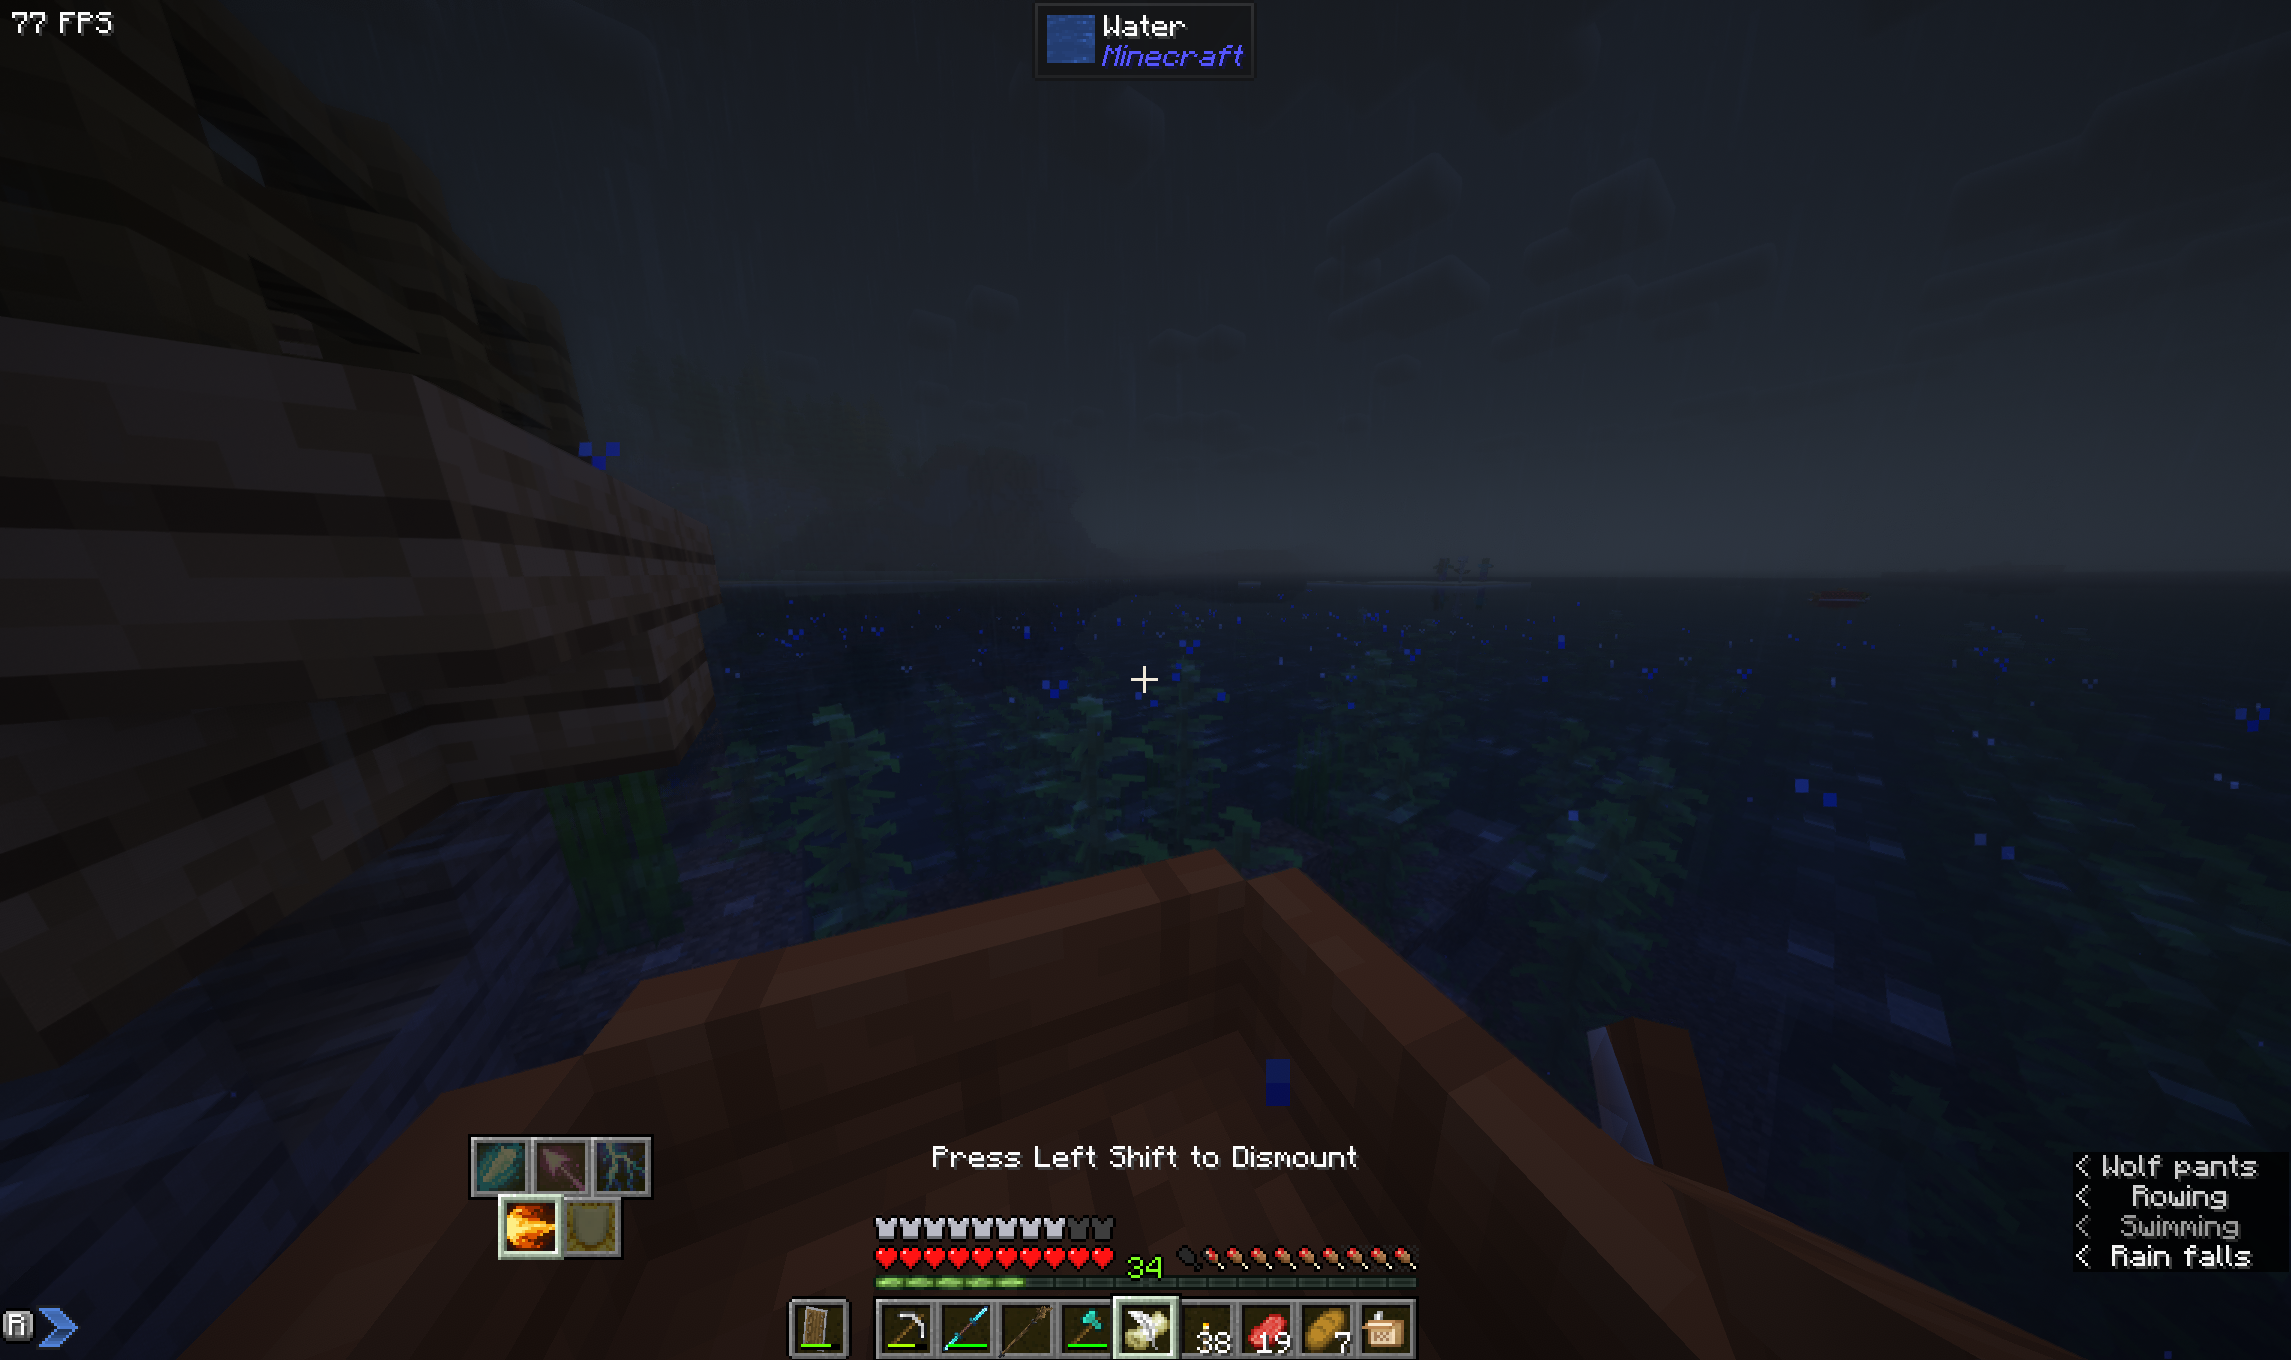 77 FPS
Water
Minecraft
Press Left Shift to Dismount
< Wolf pants
< Rowing
< Swimming
< Rain falls
34
R
38
19
7